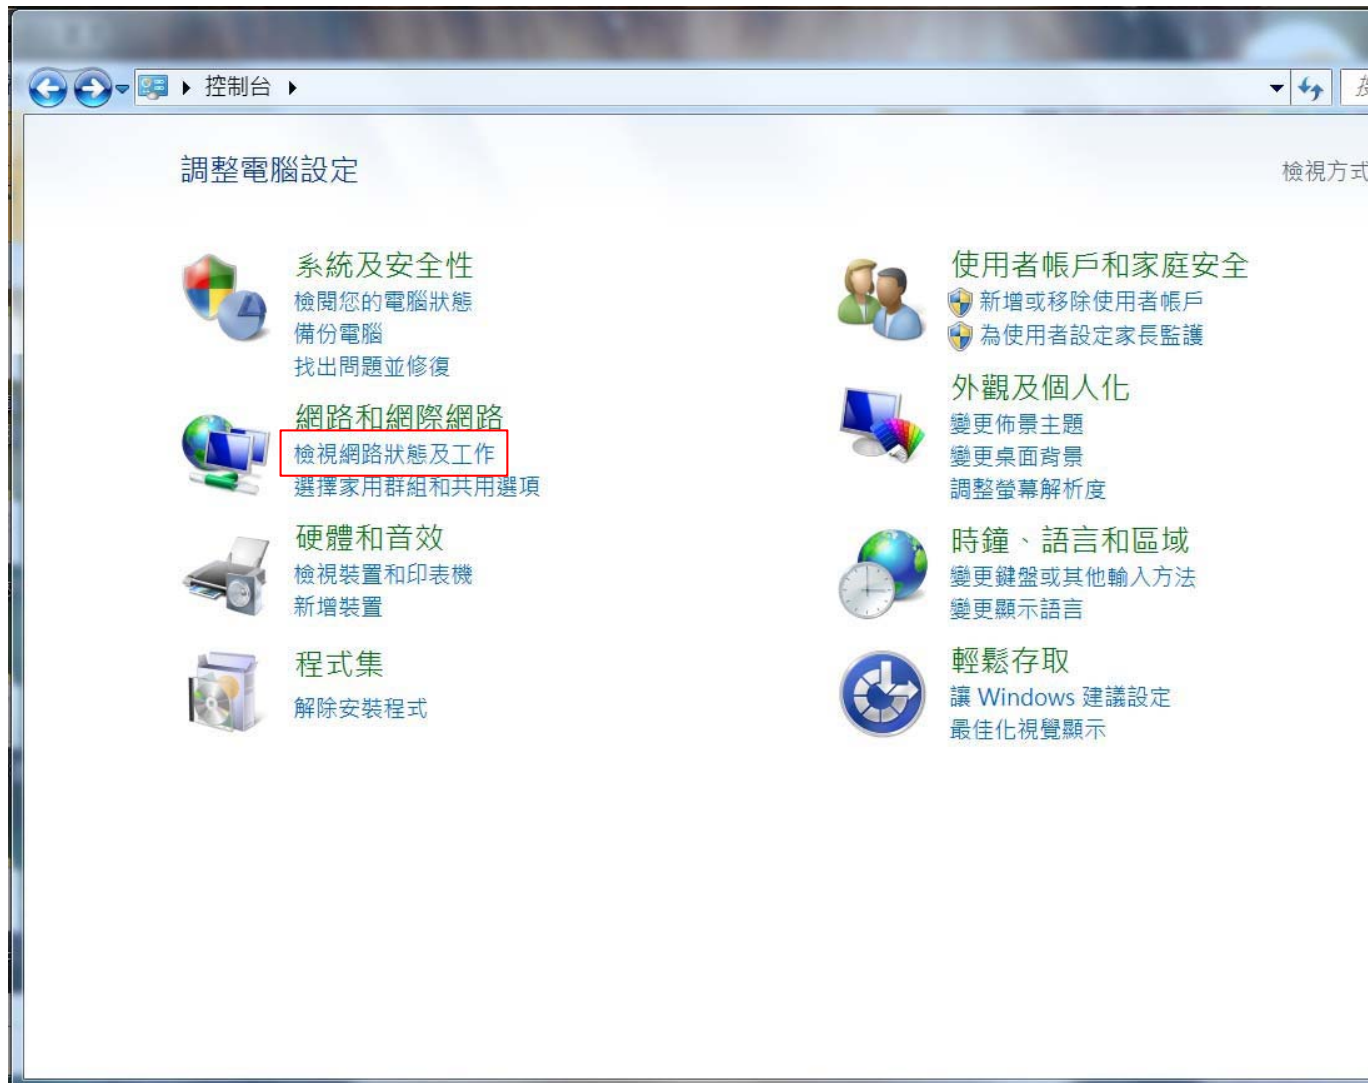 控制台
調整電腦設定
檢視方式
系統及安全性
檢閱您的電腦狀態
備份電腦
找出問題並修復
網路和網際網路
檢視網路狀態及工作
選擇家用群組和共用選項
硬體和音效
檢視裝置和印表機
新增裝置
程式集
解除安裝程式
使用者帳戶和家庭安全
新增或移除使用者帳戶
為使用者設定家長監護
外觀及個人化
變更佈景主題
變更桌面背景
調整螢幕解析度
時鐘、語言和區域
變更鍵盤或其他輸入方法
變更顯示語言
輕鬆存取
讓 Windows 建議設定
最佳化視覺顯示